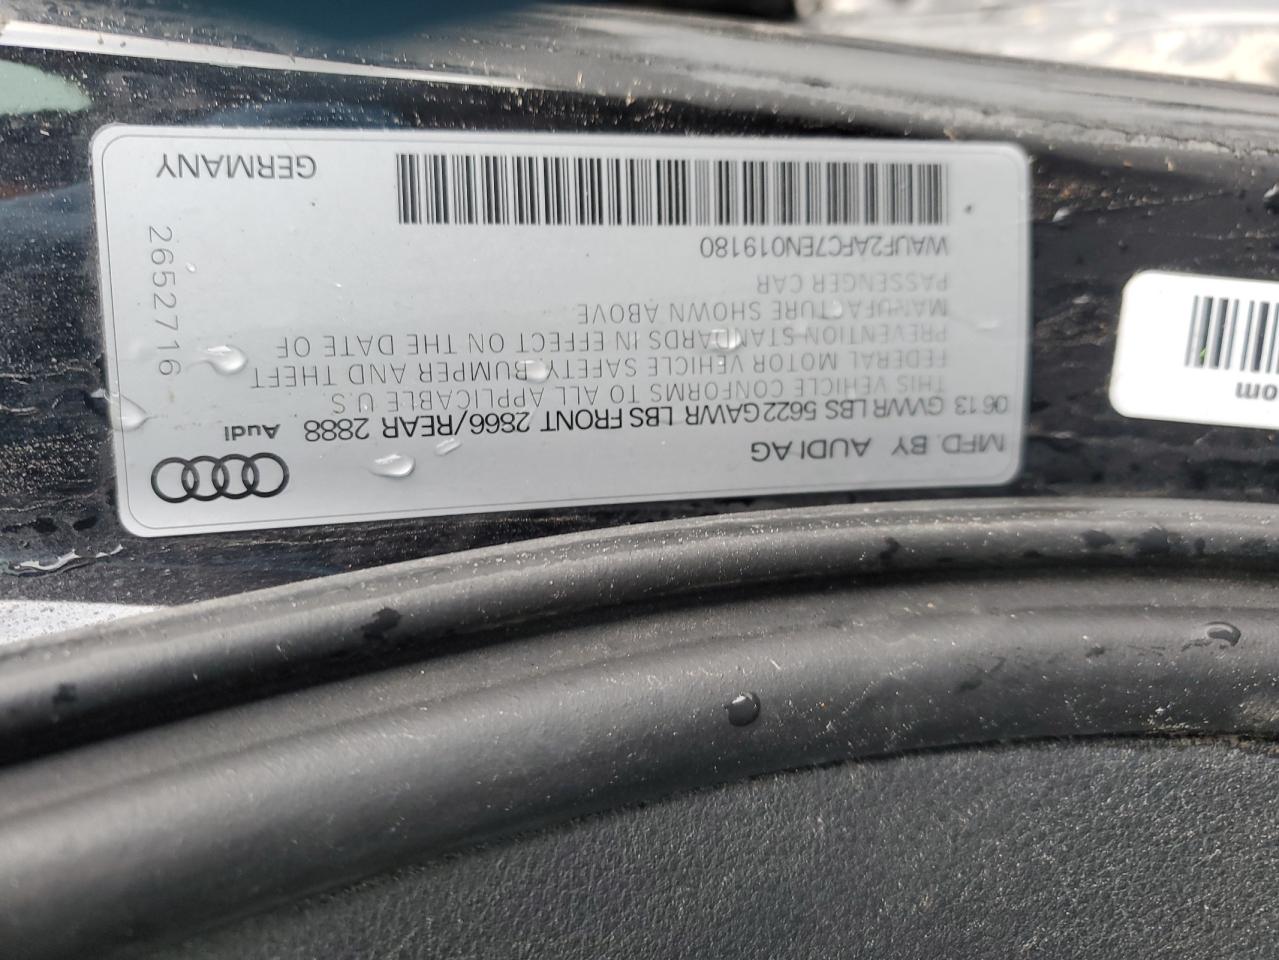 MFD. BY AUDI AG
06 13 GVWR LBS 5622 GAWR LBS FRONT 2866/REAR 2888
Audi
THIS VEHICLE CONFORMS TO ALL APPLICABLE U.S.
FEDERAL MOTOR VEHICLE SAFETY, BUMPER AND THEFT
PREVENTION STANDARDS IN EFFECT ON THE DATE OF
MANUFACTURE SHOWN ABOVE
PASSENGER CAR
WAUF2AFC7EN019180
GERMANY
2652716
om